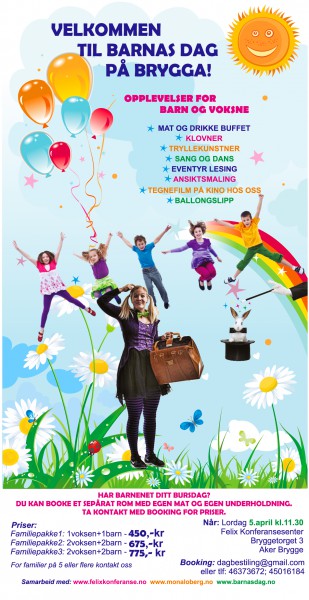 VELKOMMEN
TIL BARNAS DAG
PÅ BRYGGA!
OPPLEVELSER FOR
BARN OG VOKSNE
MAT OG DRIKKE BUFFET
KLOVNER
TRYLLEKUNSTNER
SANG OG DANS
EVENTYR LESING
ANSIKTSMALING
TEGNEFILM PÅ KINO HOS OSS
BALLONGSLIPP
HAR BARNENET DITT BURSDAG?
DU KAN BOOKE ET SEPARAT ROM MED EGEN MAT OG EGEN UNDERHOLDNING.
TA KONTAKT MED BOOKING FOR PRISER.
Priser:
Familiepakke1: 1voksen+1barn - 450,-kr
Familiepakke2: 2voksen+2barn - 675,-kr
Familiepakke3: 2voksen+2barn - 775,- kr
For familier på 5 eller flere kontakt oss
Når: Lordag 5.april kl.11.30
Felix Konferansesenter
Bryggetorget 3
Aker Brygge
Booking: dagbestiling@gmail.com
eller tlf: 46373672; 45016184
Samarbeid med: www.felixkonferanse.no www.monaloberg.no www.barnasdag.no